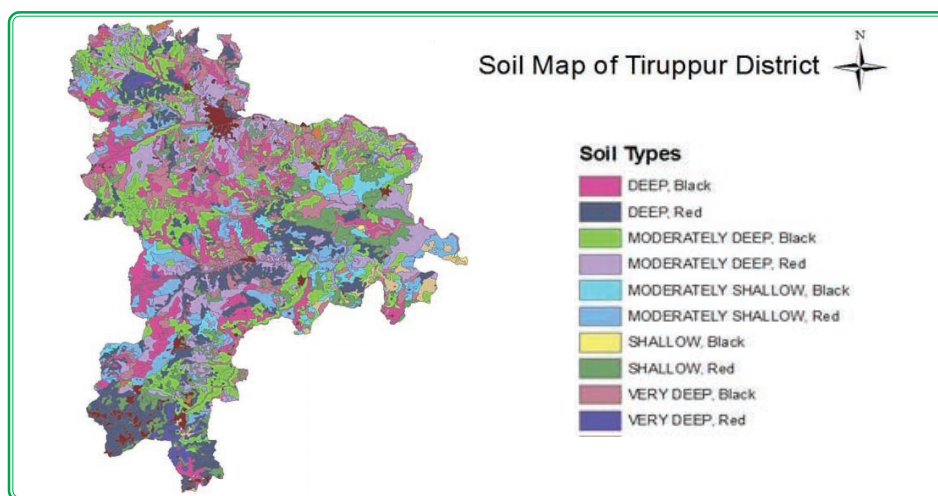 N
Soil Map of Tiruppur District
Soil Types
DEEP, Black
DEEP, Red
MODERATELY DEEP, Black
MODERATELY DEEP, Red
MODERATELY SHALLOW, Black
MODERATELY SHALLOW, Red
SHALLOW, Black
SHALLOW, Red
VERY DEEP, Black
VERY DEEP, Red